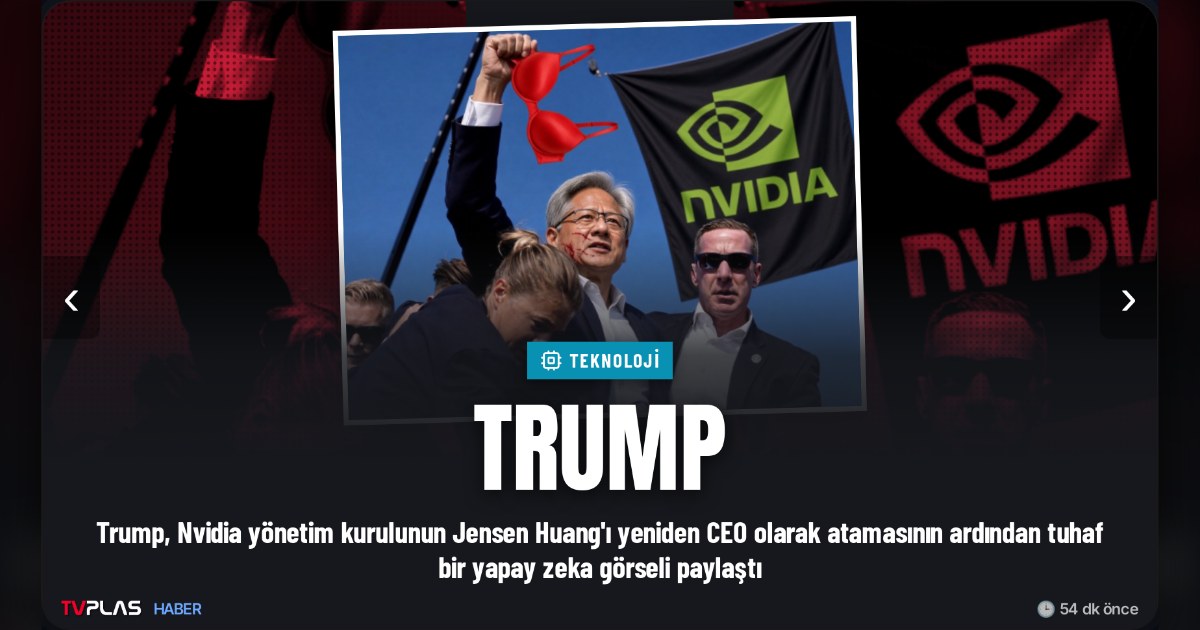 NVIDIA
NVIDIA
TEKNOLOJİ
TRUMP
Trump, Nvidia yönetim kurulunun Jensen Huang'ı yeniden CEO olarak atamasının ardından tuhaf
bir yapay zeka görseli paylaştı
TVPLAS HABER
54 dk önce